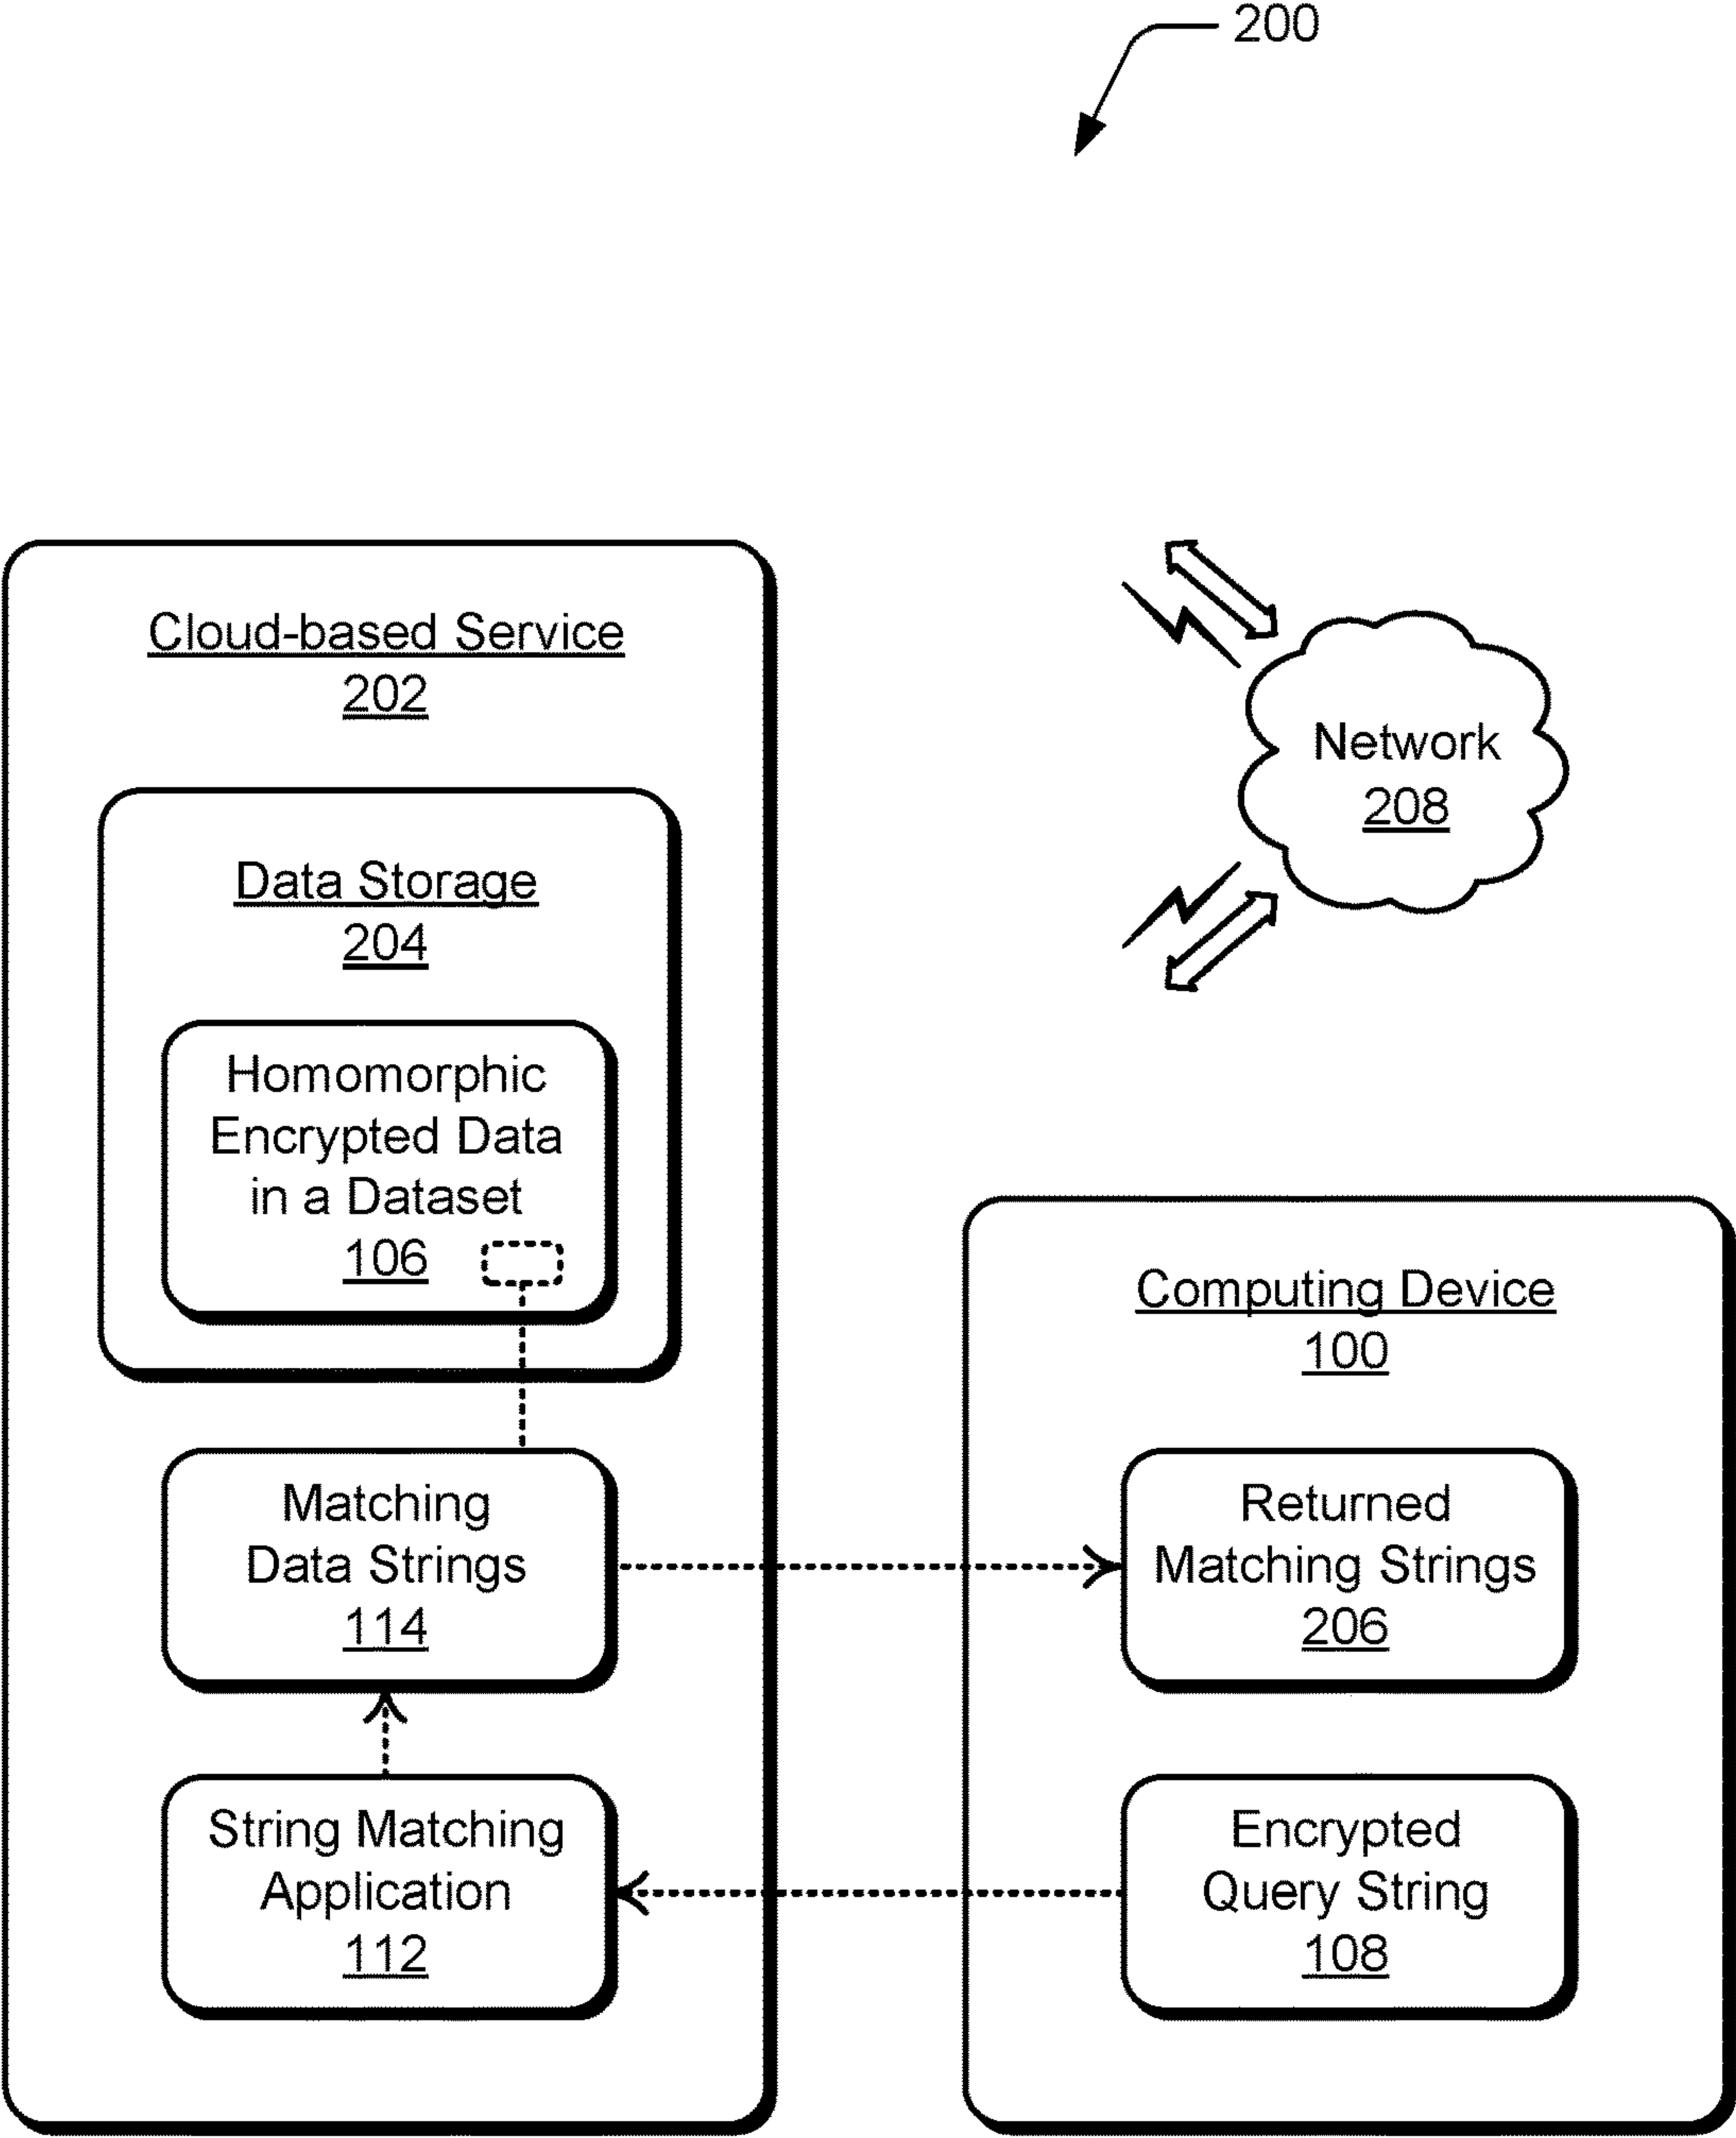 200
Cloud-based Service
202
Data Storage
204
Homomorphic
Encrypted Data
in a Dataset
106
Matching
Data Strings
114
String Matching
Application
112
Network
208
Computing Device
100
Returned
Matching Strings
206
Encrypted
Query String
108